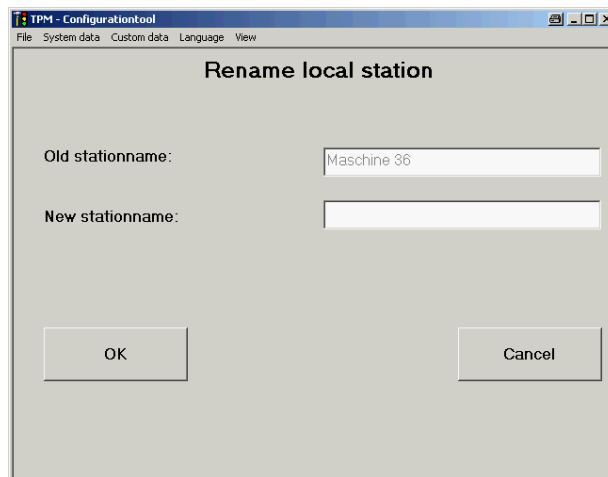 TPM - Configurationtool
File System data Custom data Language View
Rename local station
Old stationname: Maschine 36
New stationname:
OK Cancel